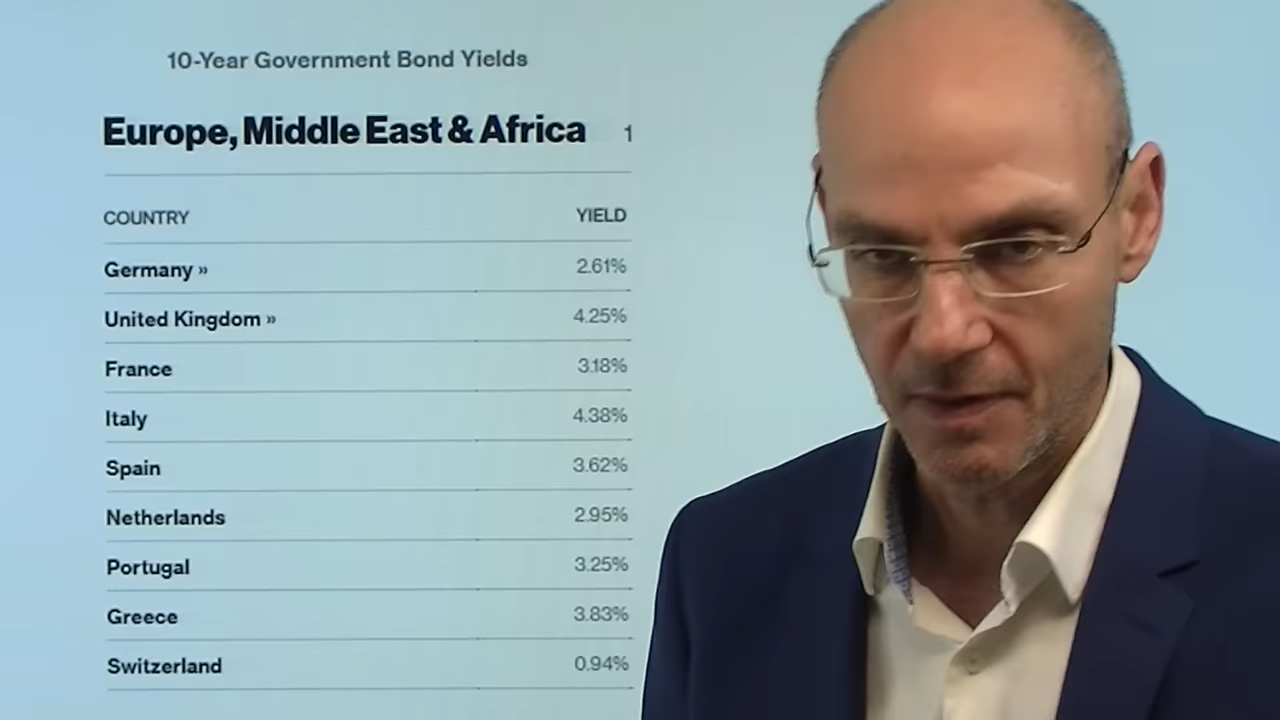 10-Year Government Bond Yields
Europe, Middle East & Africa 1
COUNTRY YIELD
Germany » 2.61%
United Kingdom » 4.25%
France 3.18%
Italy 4.38%
Spain 3.62%
Netherlands 2.95%
Portugal 3.25%
Greece 3.83%
Switzerland 0.94%